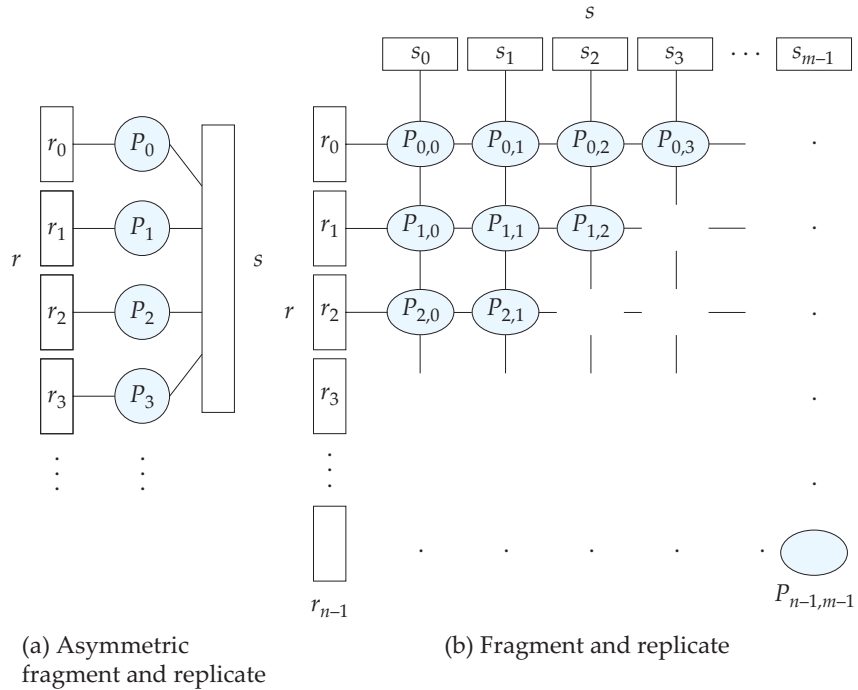 s
s0 s1 s2 s3 ... sm–1
r0 P0
r1 P1
r2 P2
r3 P3
r
s
r0 P0,0 P0,1 P0,2 P0,3
r1 P1,0 P1,1 P1,2
r2 P2,0 P2,1
r3
r
rn–1
Pn–1,m–1
(a) Asymmetric
fragment and replicate
(b) Fragment and replicate